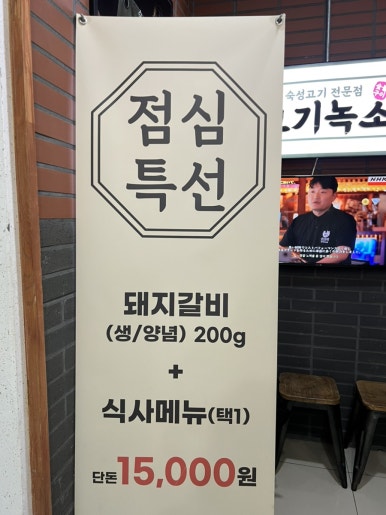 점심
특선
돼지갈비
(생/양념) 200g
+
식사메뉴(택1)
단돈 15,000원
숙성고기 전문점
고기녹소
NHK